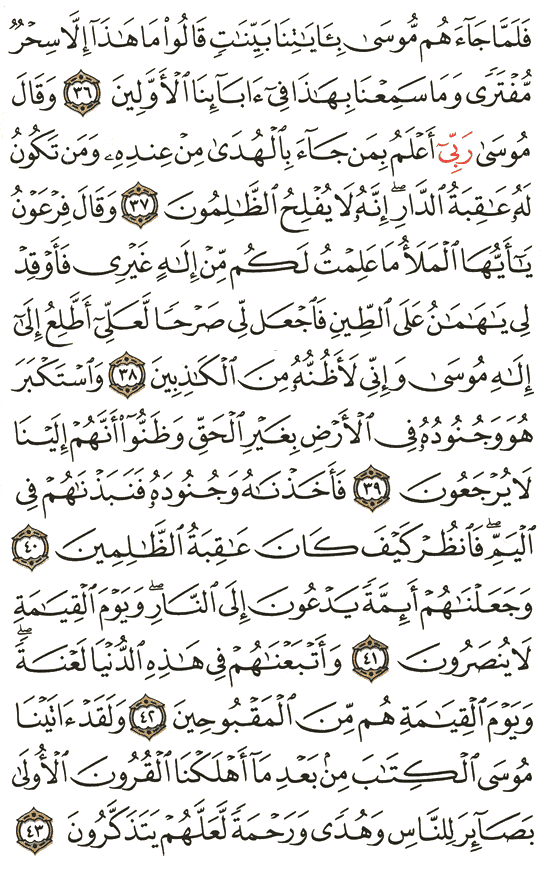 فَلَمَّا جَآءَهُم مُّوسَىٰ بِـَٔايَٰتِنَا بَيِّنَٰتٍ قَالُوا۟ مَا هَٰذَآ إِلَّا سِحْرٌ
مُّفْتَرًى وَمَا سَمِعْنَا بِهَٰذَا فِىٓ ءَابَآئِنَا ٱلْأَوَّلِينَ ٣٦ وَقَالَ
مُوسَىٰ رَبِّىٓ أَعْلَمُ بِمَن جَآءَ بِٱلْهُدَىٰ مِنْ عِندِهِۦ وَمَن تَكُونُ
لَهُۥ عَٰقِبَةُ ٱلدَّارِ ۖ إِنَّهُۥ لَا يُفْلِحُ ٱلظَّٰلِمُونَ ٣٧ وَقَالَ فِرْعَوْنُ
يَٰٓأَيُّهَا ٱلْمَلَأُ مَا عَلِمْتُ لَكُم مِّنْ إِلَٰهٍ غَيْرِى فَأَوْقِدْ
لِى يَٰهَٰمَٰنُ عَلَى ٱلطِّينِ فَٱجْعَل لِّى صَرْحًا لَّعَلِّىٓ أَطَّلِعُ إِلَىٰٓ
إِلَٰهِ مُوسَىٰ وَإِنِّى لَأَظُنُّهُۥ مِنَ ٱلْكَٰذِبِينَ ٣٨ وَٱسْتَكْبَرَ
هُوَ وَجُنُودُهُۥ فِى ٱلْأَرْضِ بِغَيْرِ ٱلْحَقِّ وَظَنُّوٓا۟ أَنَّهُمْ إِلَيْنَا
لَا يُرْجَعُونَ ٣٩ فَأَخَذْنَٰهُ وَجُنُودَهُۥ فَنَبَذْنَٰهُمْ فِى
ٱلْيَمِّ ۖ فَٱنظُرْ كَيْفَ كَانَ عَٰقِبَةُ ٱلظَّٰلِمِينَ ٤٠
وَجَعَلْنَٰهُمْ أَئِمَّةً يَدْعُونَ إِلَى ٱلنَّارِ ۖ وَيَوْمَ ٱلْقِيَٰمَةِ
لَا يُنصَرُونَ ٤١ وَأَتْبَعْنَٰهُمْ فِى هَٰذِهِ ٱلدُّنْيَا لَعْنَةً ۖ
وَيَوْمَ ٱلْقِيَٰمَةِ هُم مِّنَ ٱلْمَقْبُوحِينَ ٤٢ وَلَقَدْ ءَاتَيْنَا
مُوسَى ٱلْكِتَٰبَ مِنۢ بَعْدِ مَآ أَهْلَكْنَا ٱلْقُرُونَ ٱلْأُولَىٰ
بَصَآئِرَ لِلنَّاسِ وَهُدًى وَرَحْمَةً لَّعَلَّهُمْ يَتَذَكَّرُونَ ٤٣